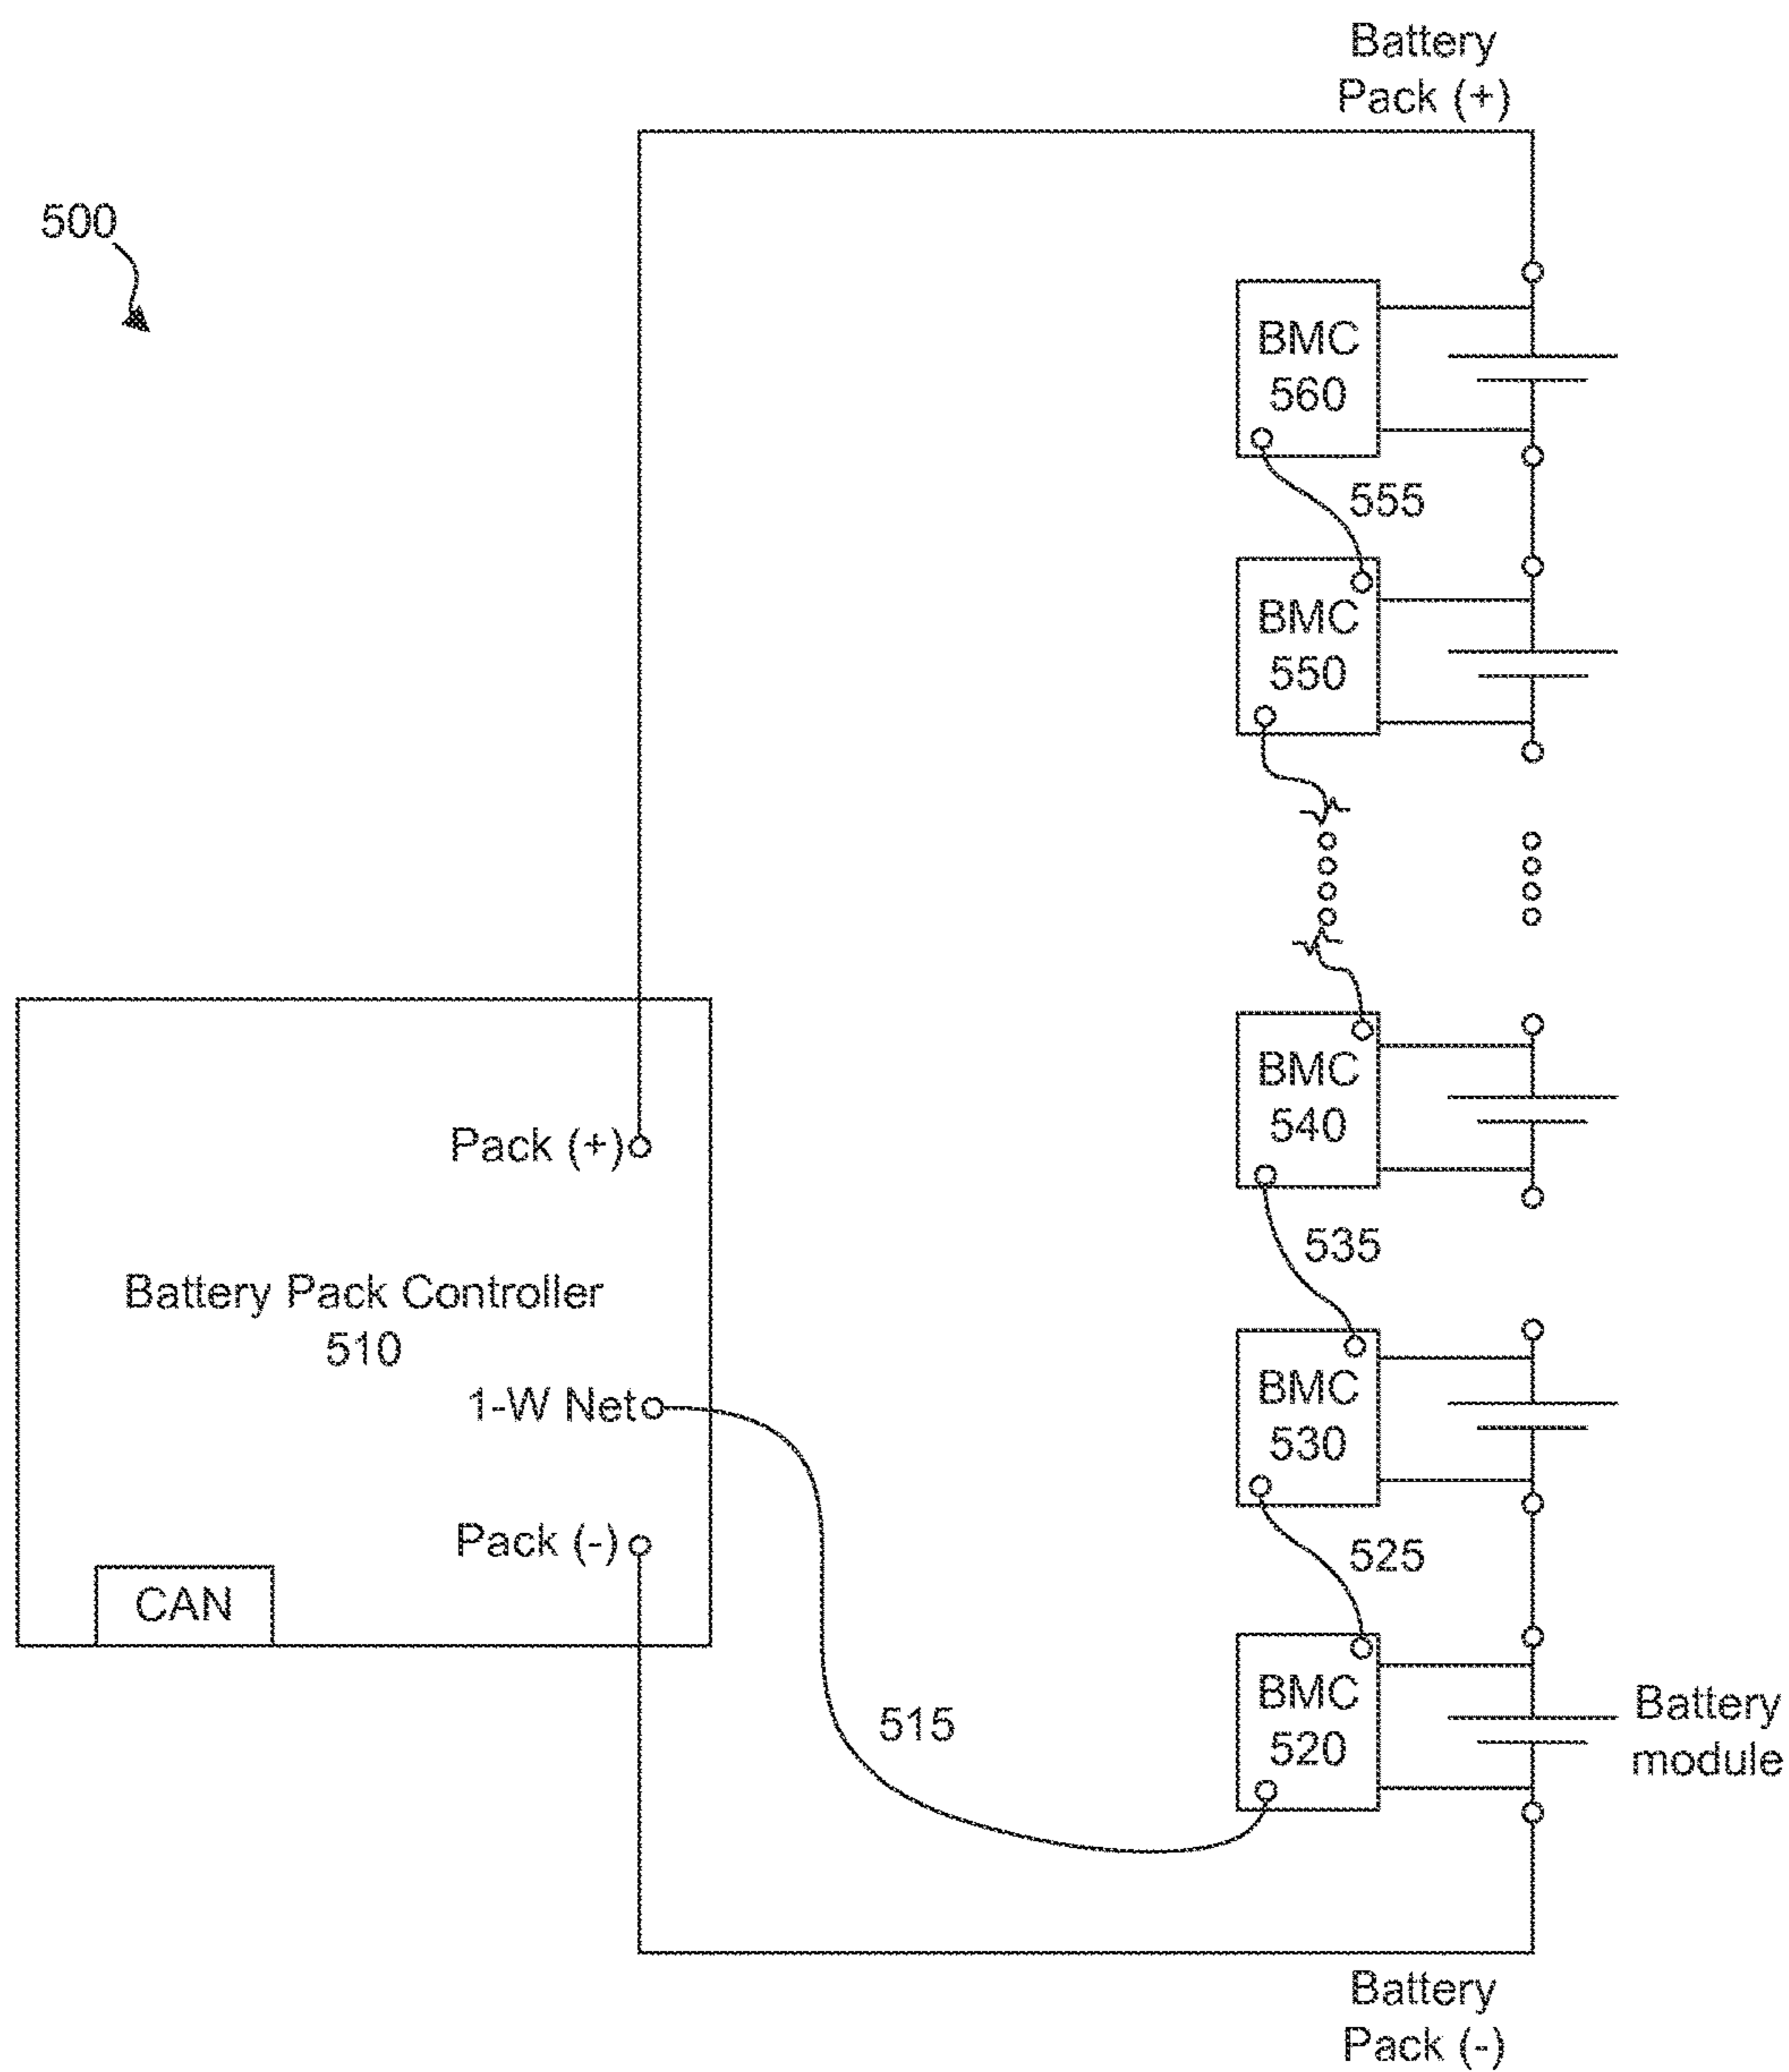 Battery
Pack (+)
500
BMC
560
555
BMC
550
BMC
540
Pack (+)
535
Battery Pack Controller
510
1-W Net
BMC
530
Pack (-)
525
CAN
BMC
520
515
Battery
module
Battery
Pack (-)